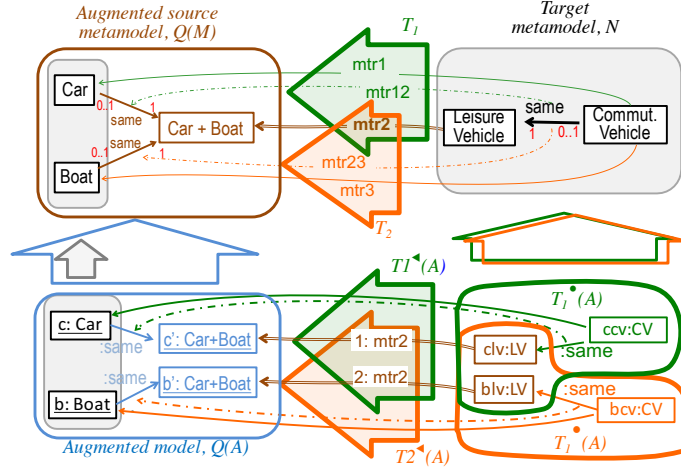 Augmented source
metamodel, Q(M)
T1
Target
metamodel, N
mtr1
Car
mtr12
0..1
1
same
same
Car + Boat
mtr2
Leisure
Vehicle
same
1
0..1
Commut.
Vehicle
0..1
1
Boat
mtr23
mtr3
T2
T1◄(A)
T1•(A)
c: Car
:same
c': Car+Boat
1: mtr2
clv:LV
ccv:CV
:same
:same
b': Car+Boat
2: mtr2
blv:LV
:same
b: Boat
bcv:CV
T1•(A)
Augmented model, Q(A)
T2◄(A)